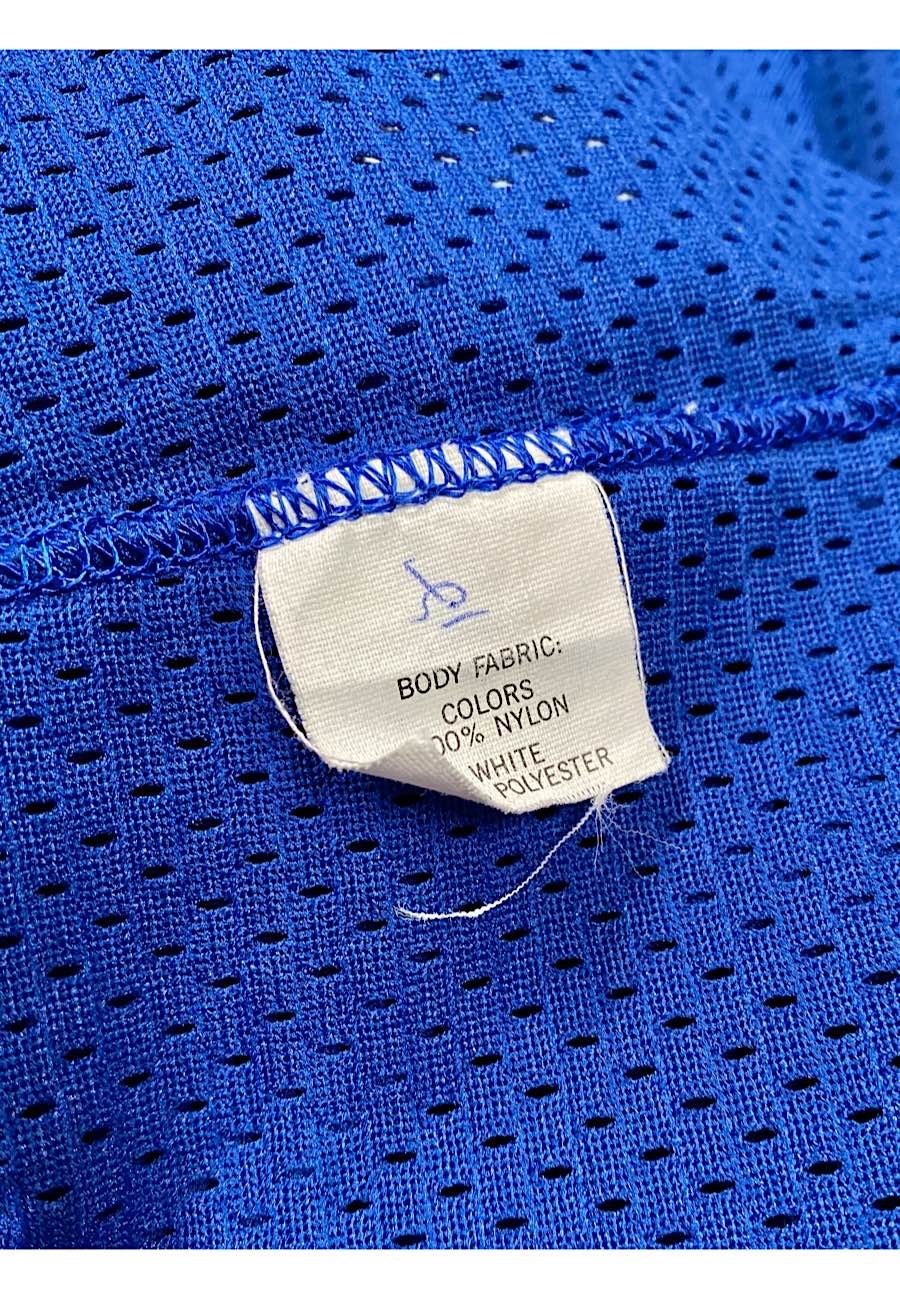 BODY FABRIC:
COLORS
00% NYLON
WHITE
POLYESTER